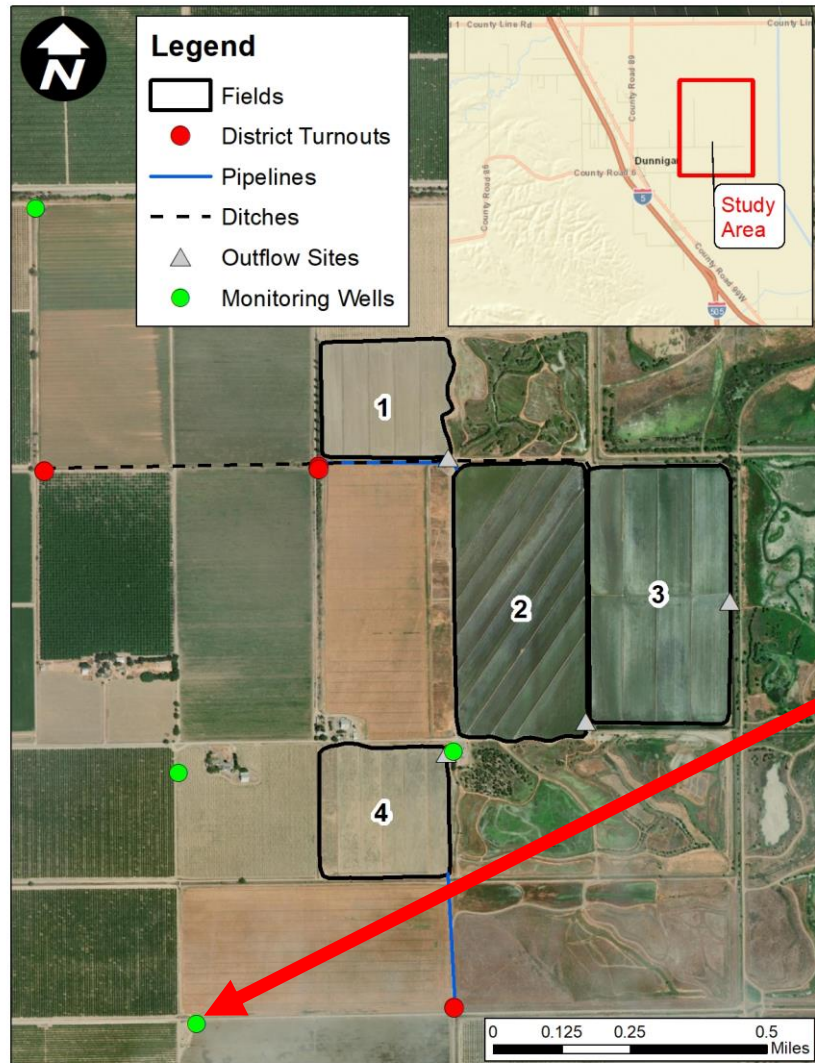 N
Legend
Fields
District Turnouts
Pipelines
Ditches
Outflow Sites
Monitoring Wells
d 1 County Line Rd
County Lin
County Road 89
Dunnigan
County Road 6
County Road 86
5
Study
Area
County Road 99W
505
1
2
3
4
0 0.125 0.25 0.5
Miles